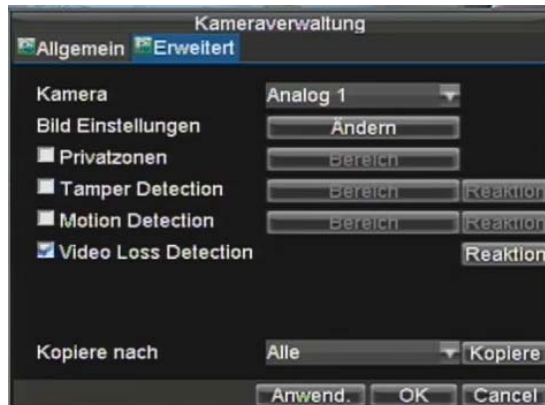 Kameraverwaltung
Allgemein Erweitert
Kamera Analog 1
Bild Einstellungen Ändern
Privatzonen Bereich
Tamper Detection Bereich Reaktion
Motion Detection Bereich Reaktion
Video Loss Detection Reaktion
Kopiere nach Alle Kopiere
Anwend. OK Cancel